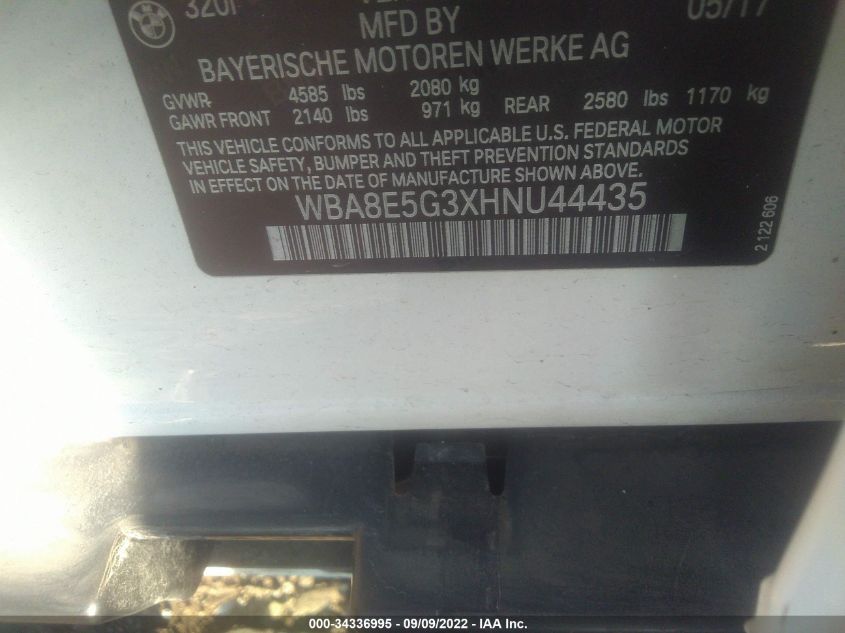 320i
05/17
MFD BY
BAYERISCHE MOTOREN WERKE AG
GVWR 4585 lbs 2080 kg
GAWR FRONT 2140 lbs 971 kg REAR 2580 lbs 1170 kg
THIS VEHICLE CONFORMS TO ALL APPLICABLE U.S. FEDERAL MOTOR
VEHICLE SAFETY, BUMPER AND THEFT PREVENTION STANDARDS
IN EFFECT ON THE DATE OF MANUFACTURE SHOWN ABOVE.
WBA8E5G3XHNU44435
2 122 606
000-34336995 - 09/09/2022 - IAA Inc.